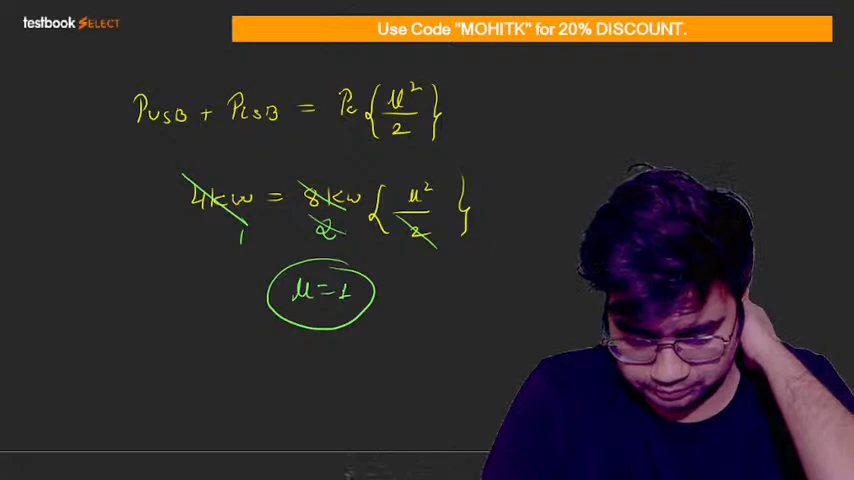 testbook SELECT
Use Code "MOHITK" for 20% DISCOUNT.
PUSB + PLSB = Pc { μ² / 2 }
4kw = 8kw { μ² / 2 }
1 2
μ = 1